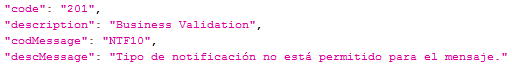 "code": "201",
"description": "Business Validation",
"codMessage": "NTF10",
"descMessage": "Tipo de notificación no está permitido para el mensaje."